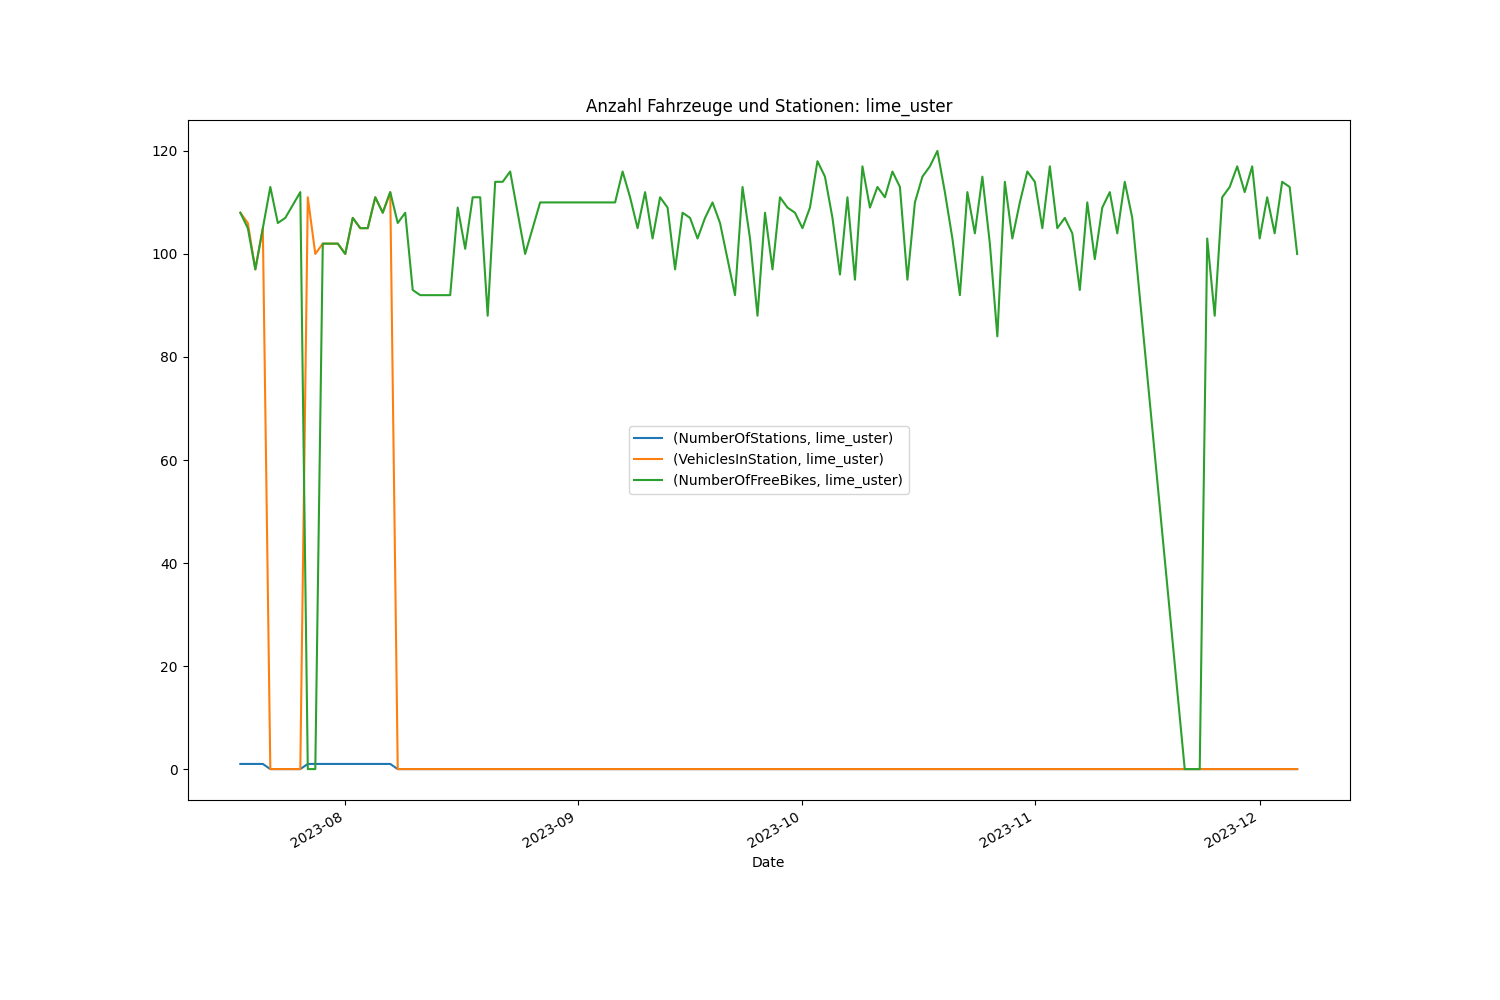 Anzahl Fahrzeuge und Stationen: lime_uster
120
100
80
60
40
20
0
(NumberOfStations, lime_uster)
(VehiclesInStation, lime_uster)
(NumberOfFreeBikes, lime_uster)
2023-08
2023-09
2023-10
2023-11
2023-12
Date